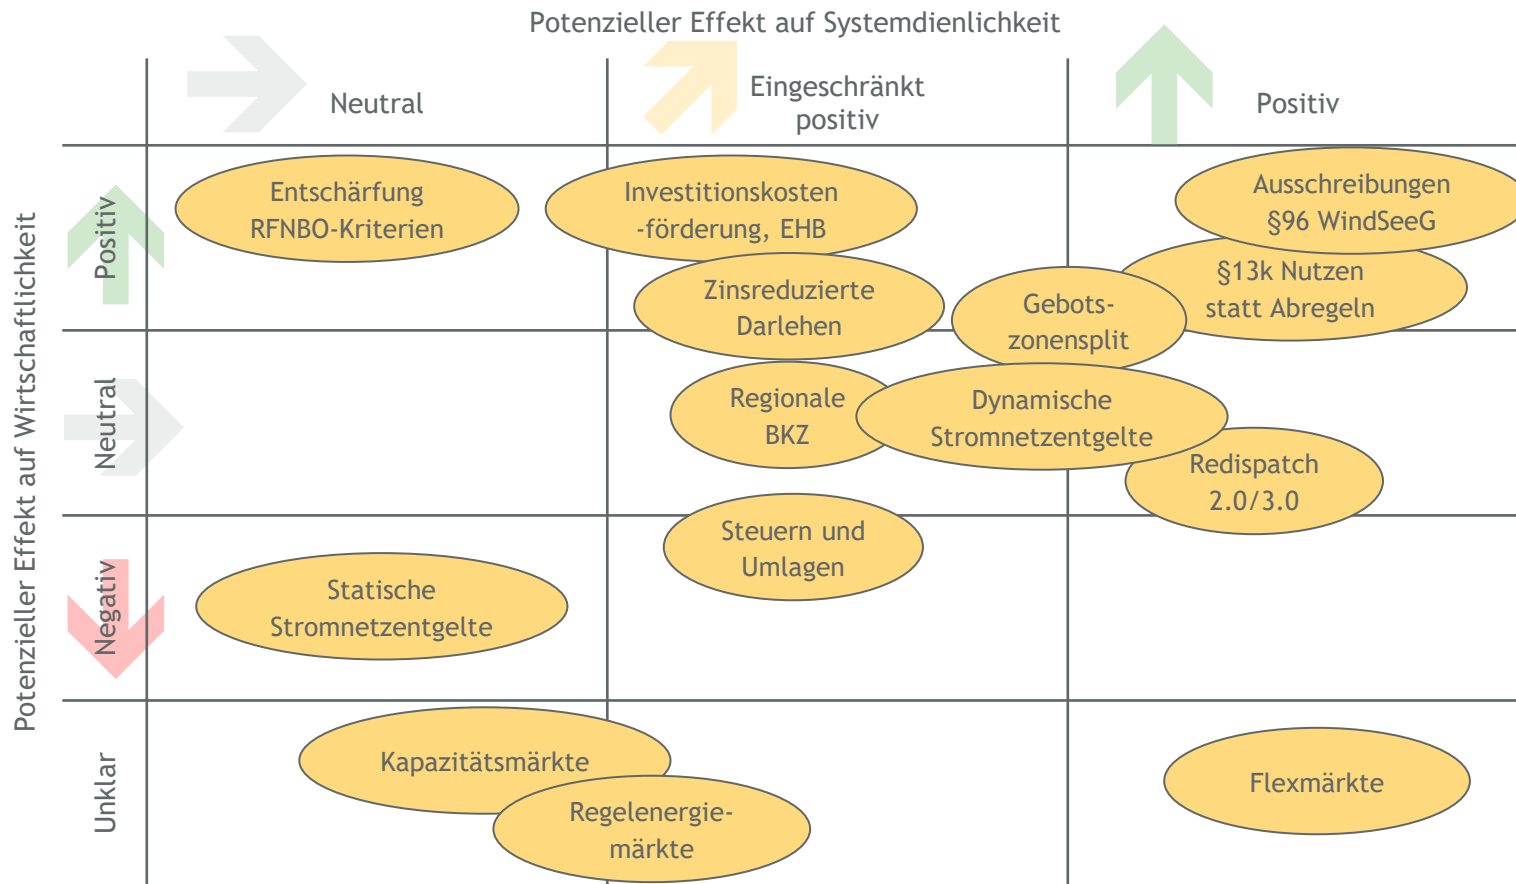 Potenzieller Effekt auf Systemdienlichkeit
Neutral
Eingeschränkt
positiv
Positiv
Potenzieller Effekt auf Wirtschaftlichkeit
Positiv
Entschärfung
RFNBO-Kriterien
Investitionskosten
-förderung, EHB
Ausschreibungen
§96 WindSeeG
Zinsreduzierte
Darlehen
Gebots-
zonensplit
§13k Nutzen
statt Abregeln
Neutral
Regionale
BKZ
Dynamische
Stromnetzentgelte
Redispatch
2.0/3.0
Negativ
Steuern und
Umlagen
Statische
Stromnetzentgelte
Unklar
Kapazitätsmärkte
Regelenergie-
märkte
Flexmärkte